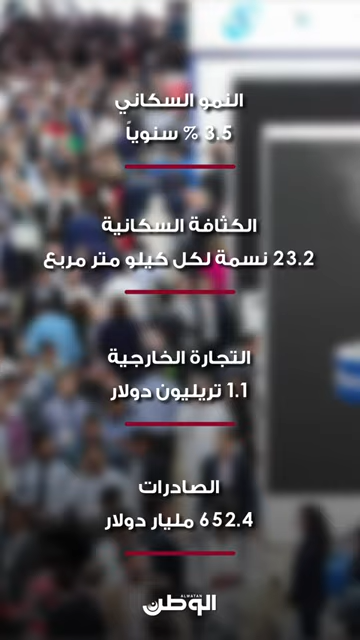 النمو السكاني
3.5 % سنوياً
الكثافة السكانية
23.2 نسمة لكل كيلو متر مربع
التجارة الخارجية
1.1 تريليون دولار
الصادرات
652.4 مليار دولار
ALWATAN
الوطن